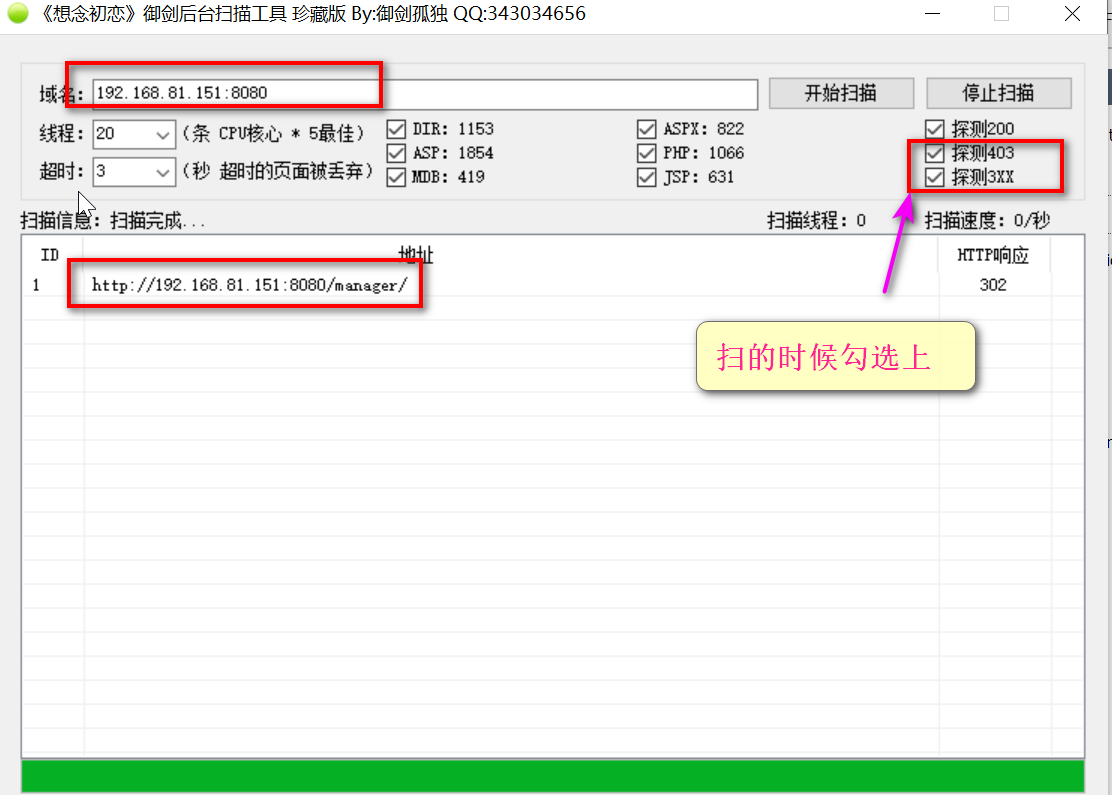 《想念初恋》御剑后台扫描工具 珍藏版 By:御剑孤独 QQ:343034656
域名: 192.168.81.151:8080 开始扫描 停止扫描
线程: 20 (条 CPU核心 * 5最佳) DIR: 1153 ASPX: 822 探测200
ASP: 1854 PHP: 1066 探测403
超时: 3 (秒 超时的页面被丢弃) MDB: 419 JSP: 631 探测3XX
扫描信息: 扫描完成... 扫描线程: 0 扫描速度: 0/秒
ID 地址 HTTP响应
1 http://192.168.81.151:8080/manager/ 302
扫的时候勾选上